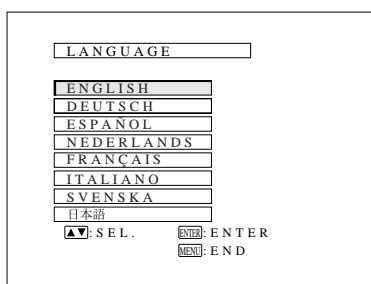 LANGUAGE
ENGLISH
DEUTSCH
ESPAÑOL
NEDERLANDS
FRANÇAIS
ITALIANO
SVENSKA
日本語
▲▼:SEL. ENTER:ENTER
MENU:END